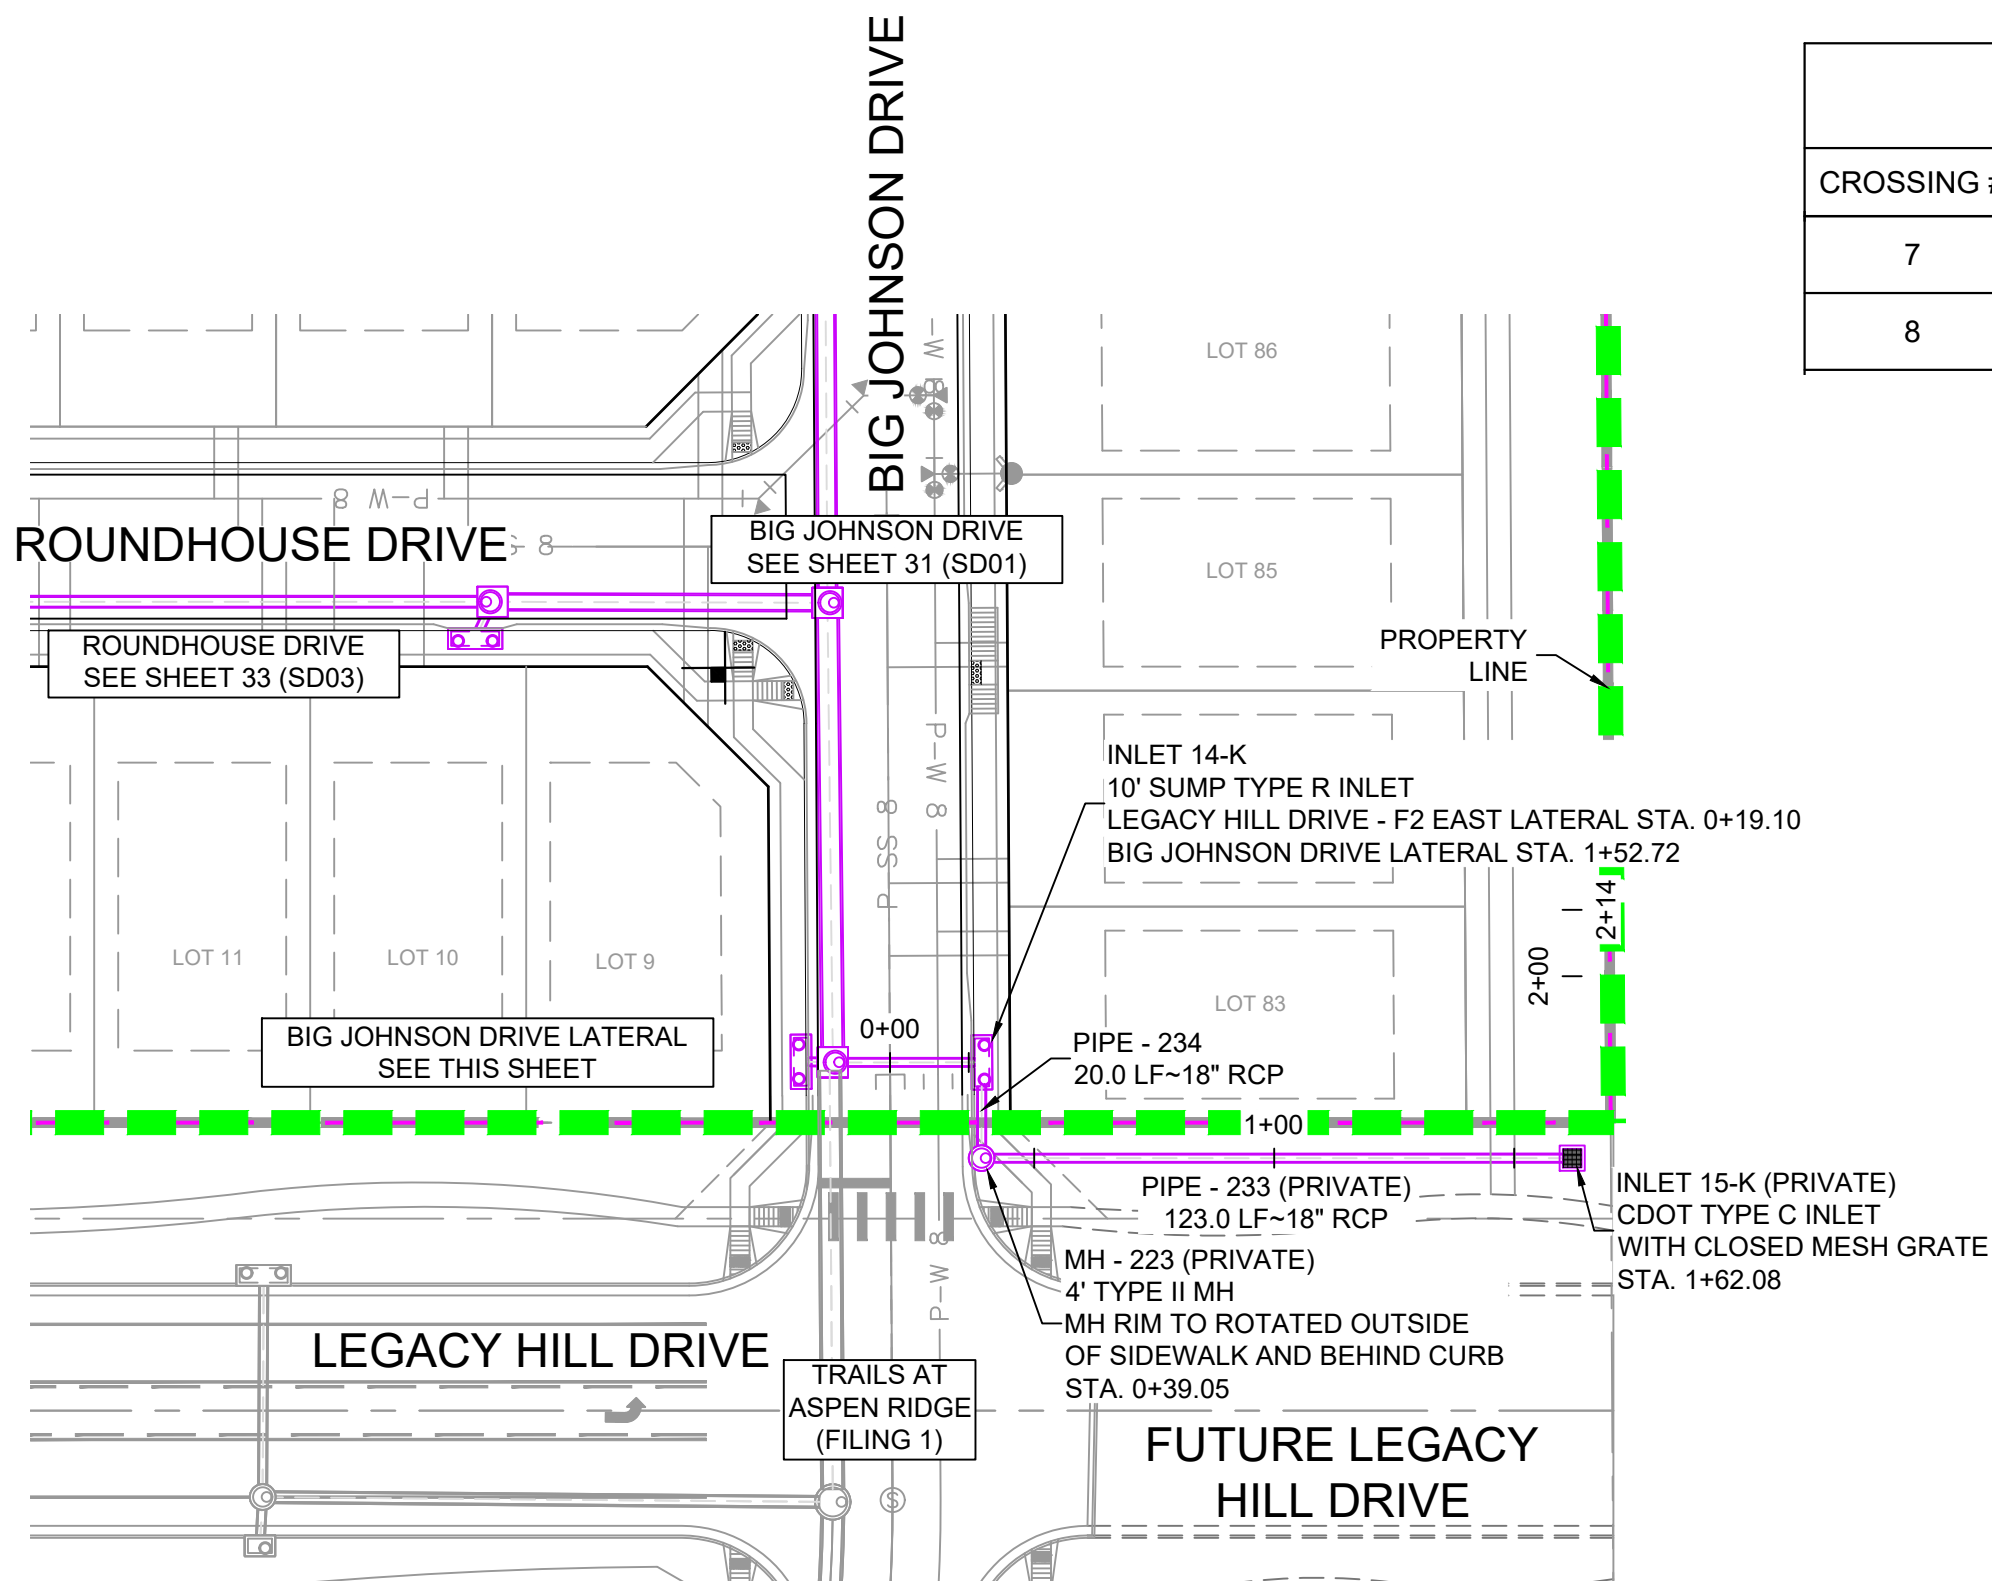 BIG JOHNSON DRIVE
CROSSING #
7
8
LOT 86
P-W 8
ROUNDHOUSE DRIVE
BIG JOHNSON DRIVE
SEE SHEET 31 (SD01)
LOT 85
ROUNDHOUSE DRIVE
SEE SHEET 33 (SD03)
PROPERTY
LINE
P-W 8
INLET 14-K
10' SUMP TYPE R INLET
LEGACY HILL DRIVE - F2 EAST LATERAL STA. 0+19.10
BIG JOHNSON DRIVE LATERAL STA. 1+52.72
P SS 8
2+14
2+00
LOT 11
LOT 10
LOT 9
LOT 83
BIG JOHNSON DRIVE LATERAL
SEE THIS SHEET
0+00
PIPE - 234
20.0 LF~18" RCP
1+00
PIPE - 233 (PRIVATE)
123.0 LF~18" RCP
INLET 15-K (PRIVATE)
CDOT TYPE C INLET
WITH CLOSED MESH GRATE
STA. 1+62.08
P-W 8
MH - 223 (PRIVATE)
4' TYPE II MH
MH RIM TO ROTATED OUTSIDE
OF SIDEWALK AND BEHIND CURB
STA. 0+39.05
LEGACY HILL DRIVE
TRAILS AT
ASPEN RIDGE
(FILING 1)
FUTURE LEGACY
HILL DRIVE
S